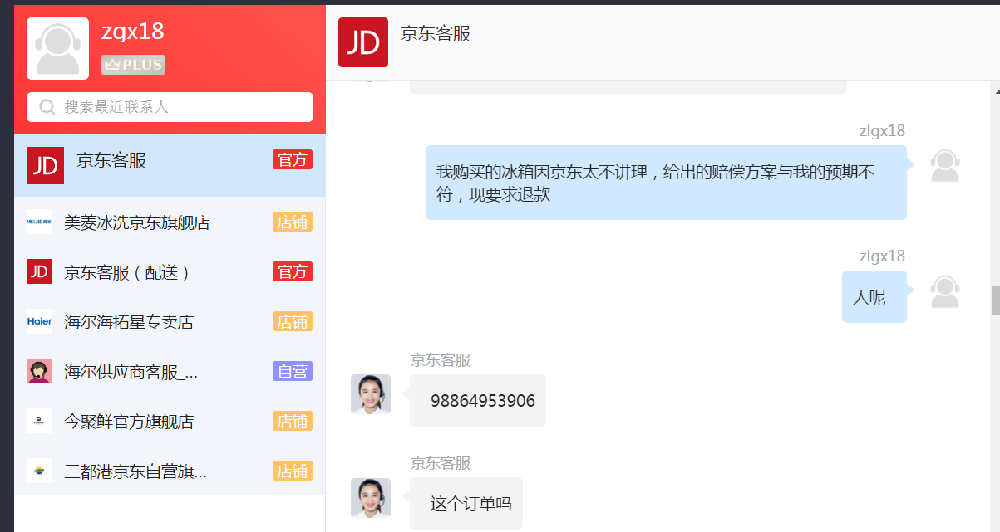 zqx18
PLUS
搜索最近联系人
JD
京东客服
官方
美菱冰洗京东旗舰店
店铺
JD
京东客服（配送）
官方
Haier
海尔海拓星专卖店
店铺
海尔供应商客服_...
自营
今聚鲜官方旗舰店
店铺
三都港京东自营旗...
店铺
JD
京东客服
zlgx18
我购买的冰箱因京东太不讲理，给出的赔偿方案与我的预期不
符，现要求退款
zlgx18
人呢
京东客服
98864953906
京东客服
这个订单吗